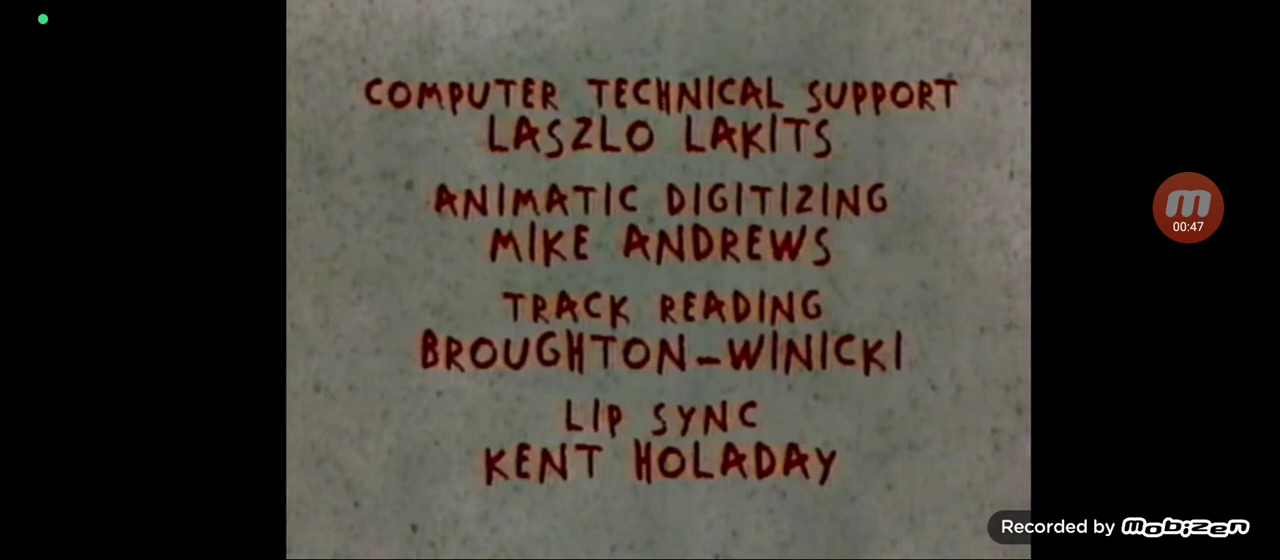 COMPUTER TECHNICAL SUPPORT
LASZLO LAKITS
ANIMATIC DIGITIZING
MIKE ANDREWS
TRACK READING
BROUGHTON-WINICKI
LIP SYNC
KENT HOLADAY
00:47
Recorded by mobizen